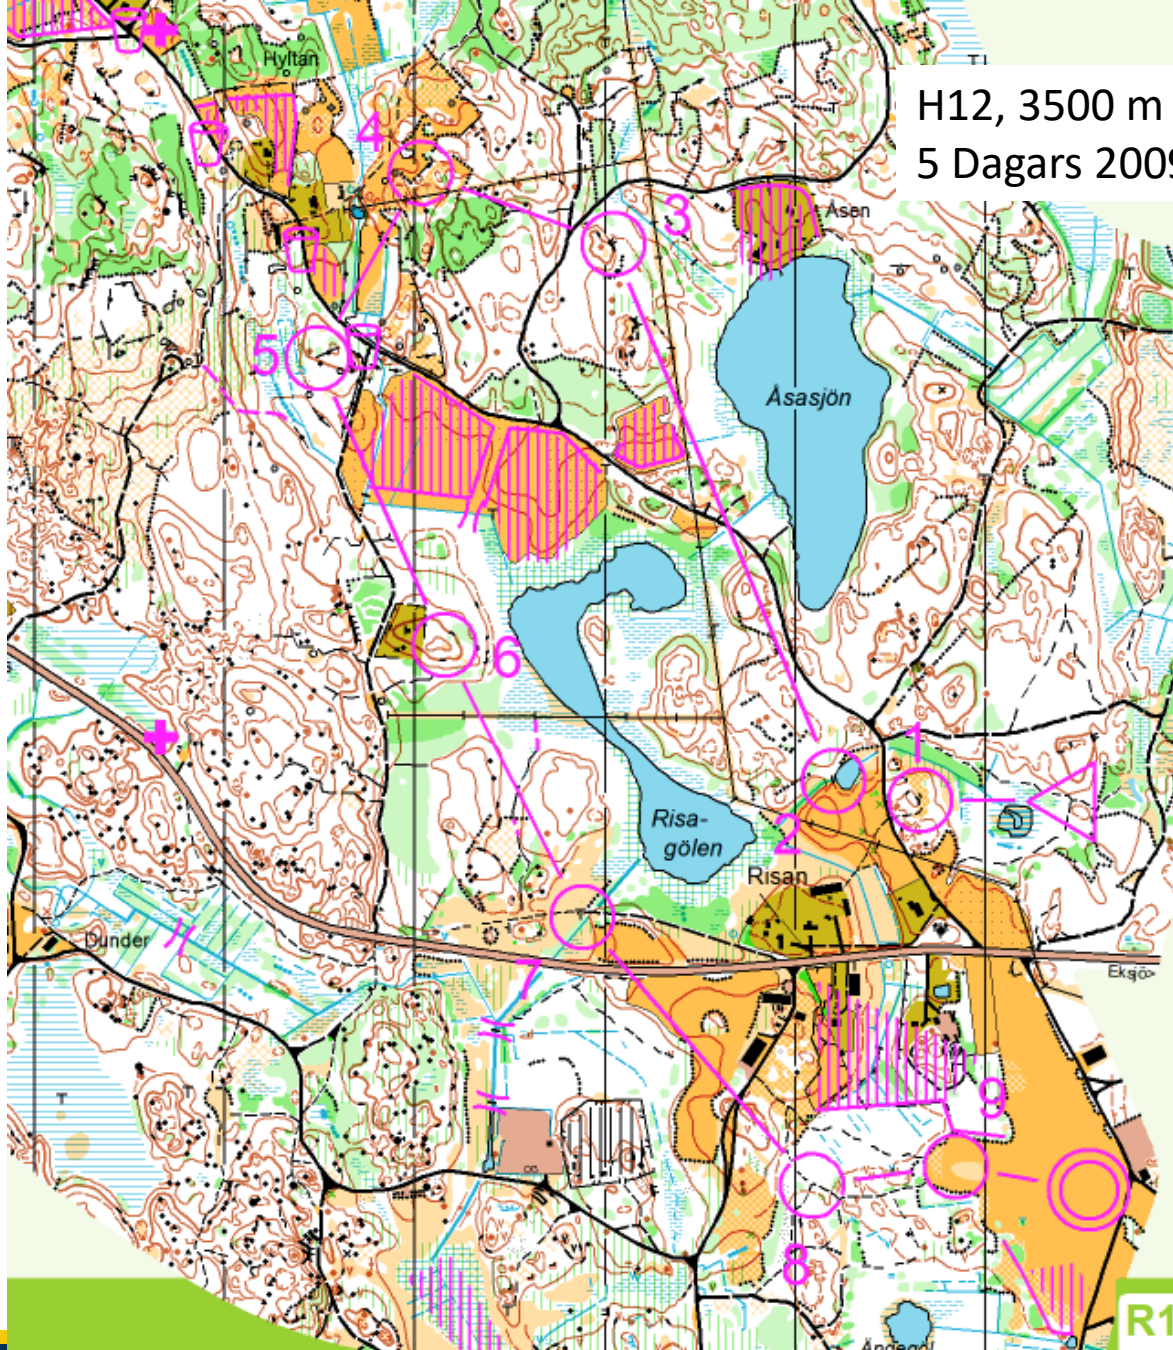 Hyltan
H12, 3500 m
5 Dagars 2009
4
3
Åsen
5
Åsasjön
6
1
Risa-
gölen
2
Risan
Dunder
7
Eksjö>
9
8
R1